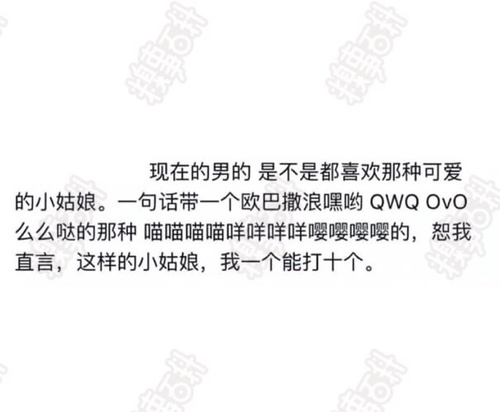 现在的男的 是不是都喜欢那种可爱
的小姑娘。一句话带一个欧巴撒浪嘿哟 QWQ OvO
么么哒的那种 喵喵喵喵咩咩咩咩嘤嘤嘤嘤的，恕我
直言，这样的小姑娘，我一个能打十个。